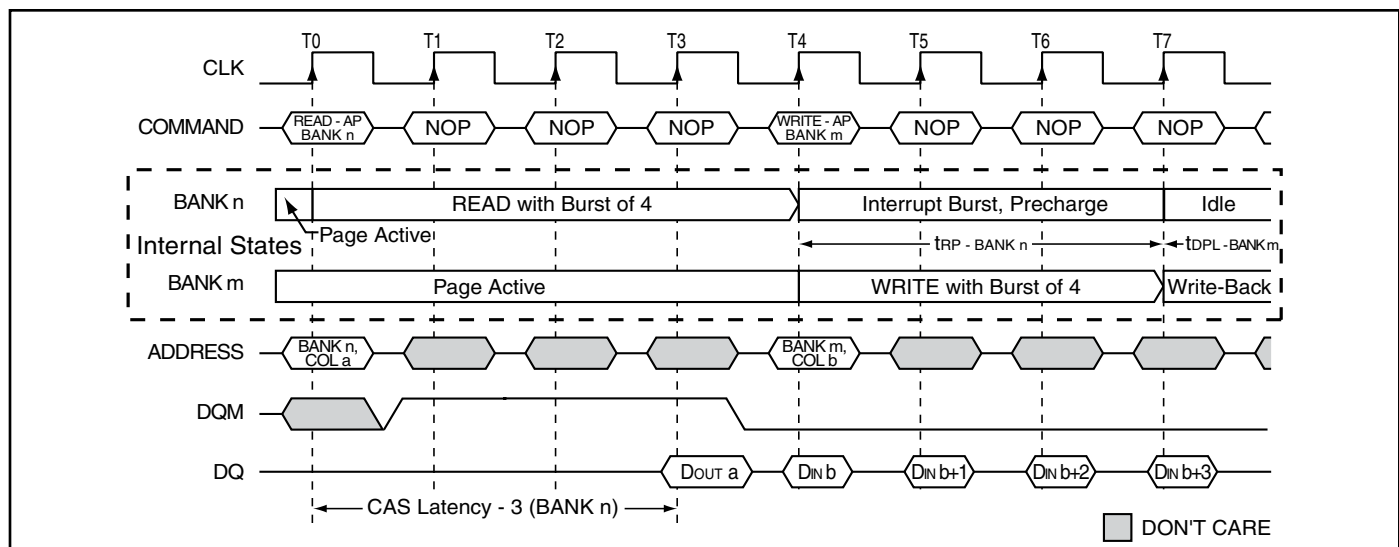 T0 T1 T2 T3 T4 T5 T6 T7
CLK
COMMAND READ - AP BANK n NOP NOP NOP WRITE - AP BANK m NOP NOP NOP
BANK n READ with Burst of 4 Interrupt Burst, Precharge Idle
Internal States Page Active tRP - BANK n tDPL - BANK m
BANK m Page Active WRITE with Burst of 4 Write-Back
ADDRESS BANK n, COL a BANK m, COL b
DQM
DQ DOUT a DIN b DIN b+1 DIN b+2 DIN b+3
CAS Latency - 3 (BANK n)
DON'T CARE